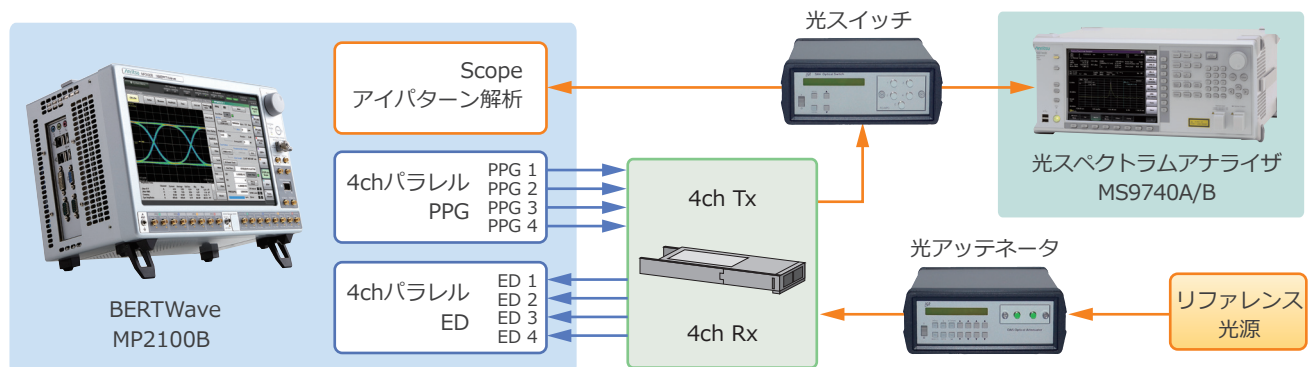 光スイッチ
Scope
アイパターン解析
4chパラレル
PPG
PPG 1
PPG 2
PPG 3
PPG 4
4chパラレル
ED
ED 1
ED 2
ED 3
ED 4
BERTWave
MP2100B
4ch Tx
4ch Rx
光スペクトラムアナライザ
MS9740A/B
光アッテネータ
リファレンス
光源